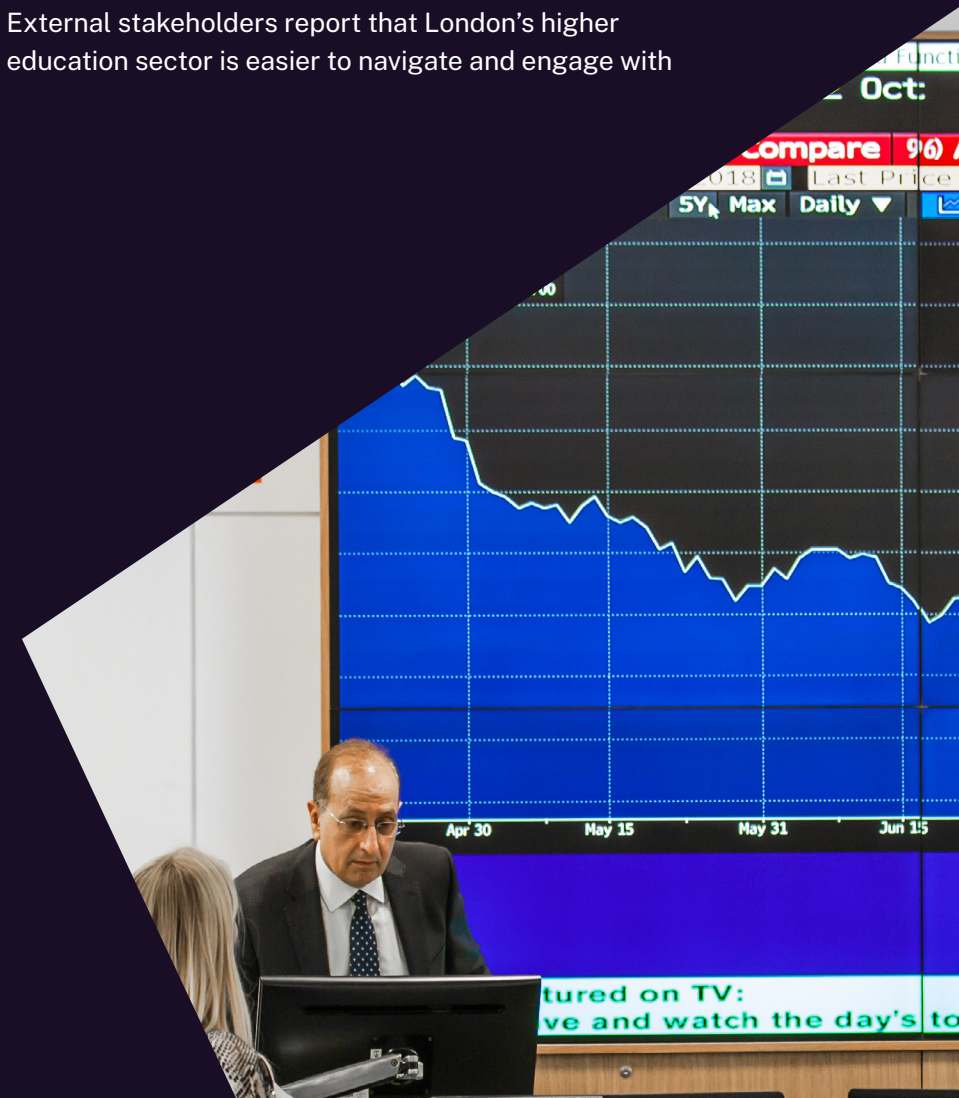 External stakeholders report that London’s higher
education sector is easier to navigate and engage with
Oct:
compare 96)
2018 Last Price
5Y Max Daily
Apr 30 May 15 May 31 Jun 15
tured on TV:
ve and watch the day's to